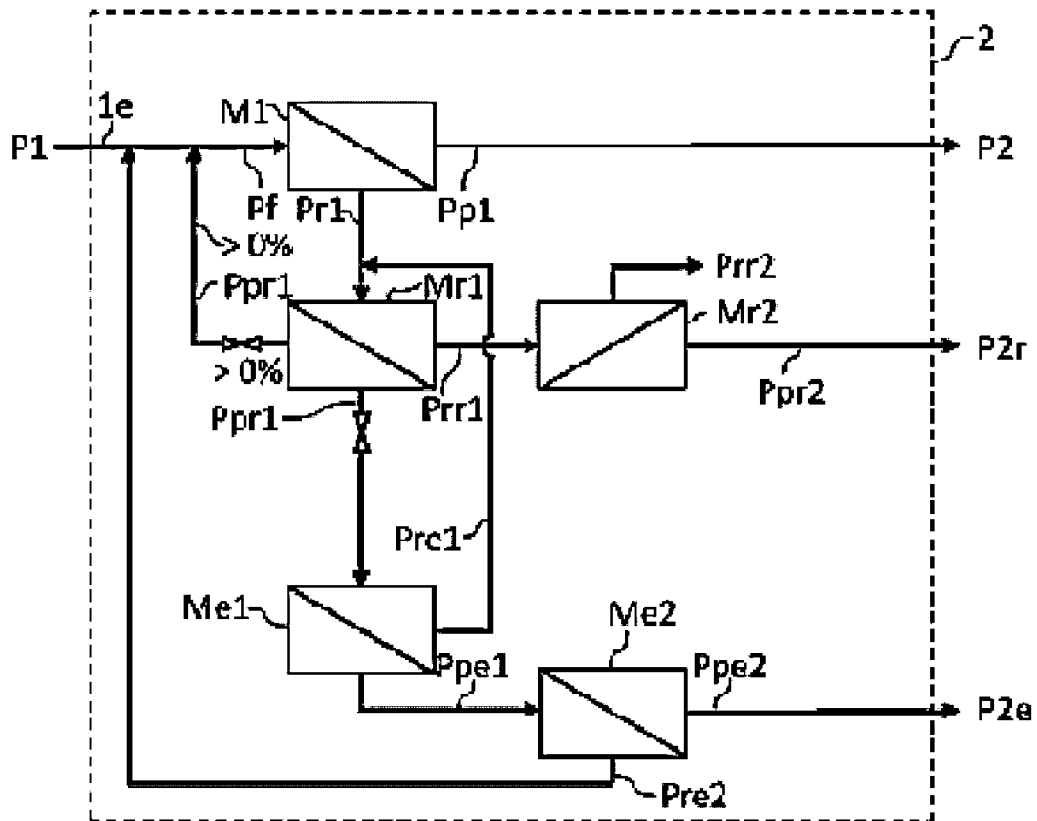 2
1e
M1
P1
P2
Pf
Pr1
Pp1
> 0%
Prr2
Ppr1
Mr1
Mr2
P2r
> 0%
Ppr1
Prr1
Ppr2
Prc1
Me1
Me2
Ppe1
Ppe2
P2e
Pre2